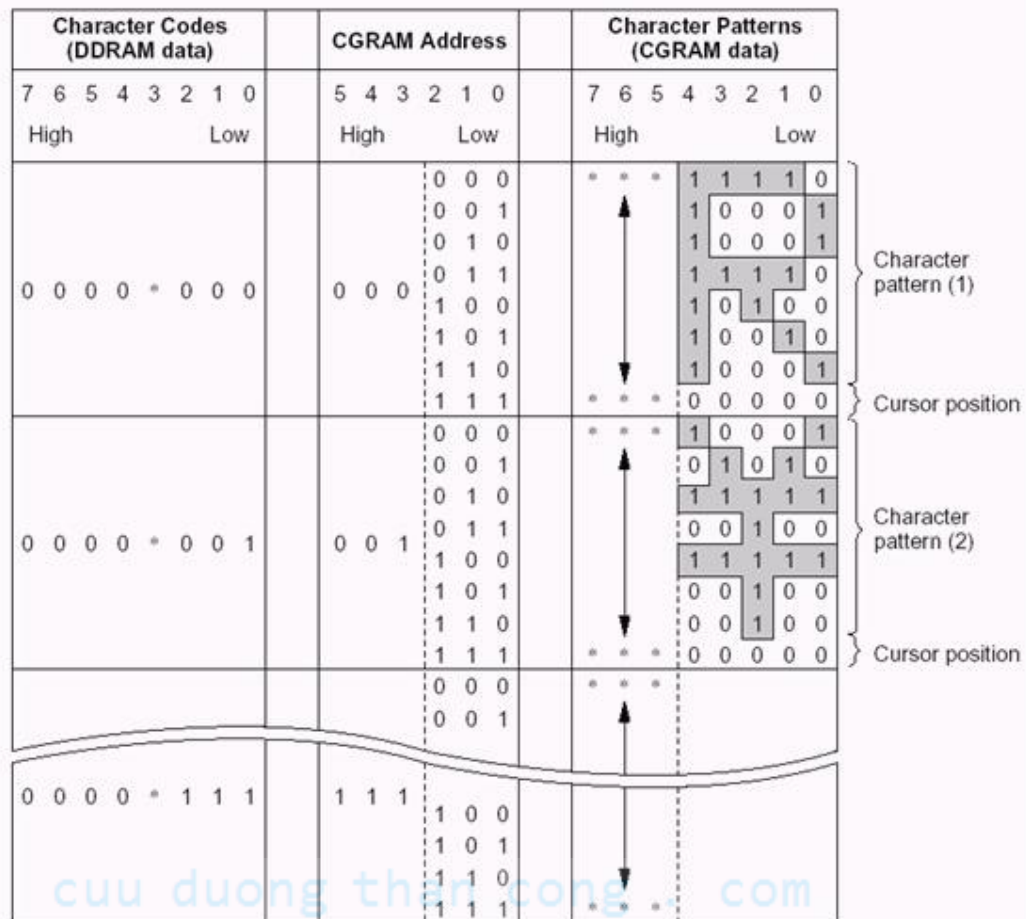 Character Codes (DDRAM data) CGRAM Address Character Patterns (CGRAM data)
7 6 5 4 3 2 1 0 5 4 3 2 1 0 7 6 5 4 3 2 1 0
High Low High Low High Low
0 0 0 * * * 1 1 1 1 0
0 0 1 1 0 0 0 1
0 1 0 1 0 0 0 1
0 1 1 1 1 1 1 0
0 0 0 0 * 0 0 0 0 0 0 Character pattern (1)
1 0 0 1 0 1 0 0
1 0 1 1 0 0 1 0
1 1 0 1 0 0 0 1
1 1 1 * * * 0 0 0 0 0 Cursor position
0 0 0 * * * 1 0 0 0 1
0 0 1 0 1 0 1 0
0 1 0 1 1 1 1 1
0 1 1 0 0 1 0 0
0 0 0 0 * 0 0 1 0 0 1 Character pattern (2)
1 0 0 1 1 1 1 1
1 0 1 0 0 1 0 0
1 1 0 0 0 1 0 0
1 1 1 * * * 0 0 0 0 0 Cursor position
0 0 0 * * *
0 0 1
0 0 0 0 * 1 1 1 1 1 1
1 0 0
1 0 1
1 1 0
1 1 1 * * *
cuu duong than cong . com